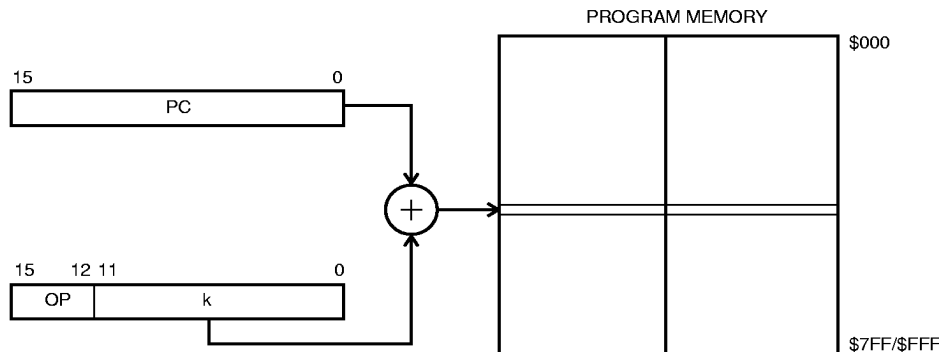 PROGRAM MEMORY
$000
15 0
PC
+
15 12 11 0
OP k
$7FF/$FFF